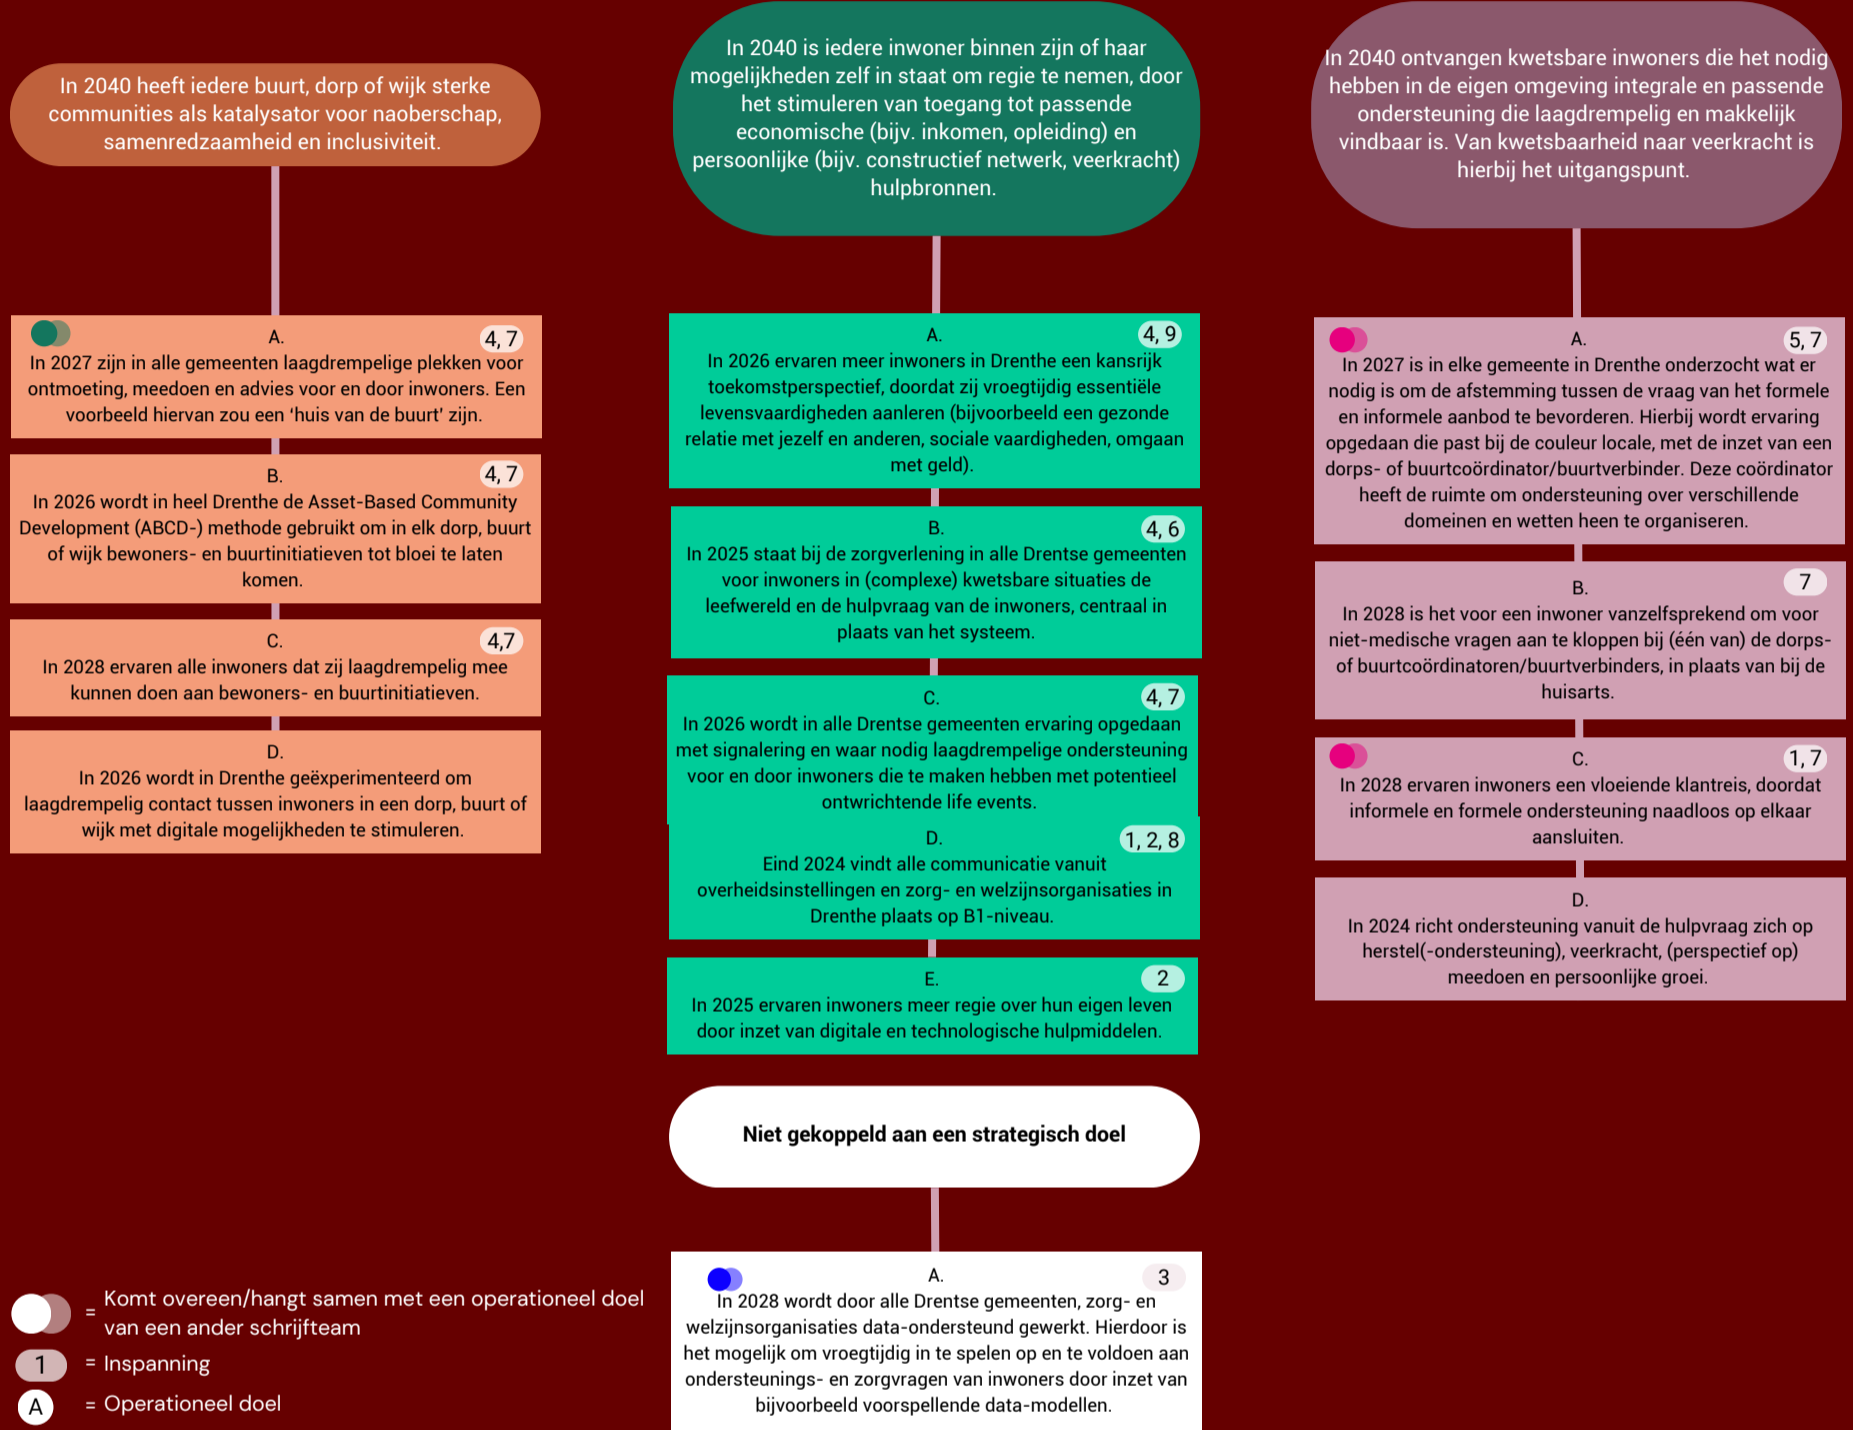 In 2040 heeft iedere buurt, dorp of wijk sterke
communities als katalysator voor naoberschap,
samenredzaamheid en inclusiviteit.
A.
4, 7
In 2027 zijn in alle gemeenten laagdrempelige plekken voor
ontmoeting, meedoen en advies voor en door inwoners. Een
voorbeeld hiervan zou een ‘huis van de buurt’ zijn.
B.
4, 7
In 2026 wordt in heel Drenthe de Asset-Based Community
Development (ABCD-) methode gebruikt om in elk dorp, buurt
of wijk bewoners- en buurtinitiatieven tot bloei te laten
komen.
C.
4,7
In 2028 ervaren alle inwoners dat zij laagdrempelig mee
kunnen doen aan bewoners- en buurtinitiatieven.
D.
In 2026 wordt in Drenthe geëxperimenteerd om
laagdrempelig contact tussen inwoners in een dorp, buurt of
wijk met digitale mogelijkheden te stimuleren.
In 2040 is iedere inwoner binnen zijn of haar
mogelijkheden zelf in staat om regie te nemen, door
het stimuleren van toegang tot passende
economische (bijv. inkomen, opleiding) en
persoonlijke (bijv. constructief netwerk, veerkracht)
hulpbronnen.
A.
4, 9
In 2026 ervaren meer inwoners in Drenthe een kansrijk
toekomstperspectief, doordat zij vroegtijdig essentiële
levensvaardigheden aanleren (bijvoorbeeld een gezonde
relatie met jezelf en anderen, sociale vaardigheden, omgaan
met geld).
B.
4, 6
In 2025 staat bij de zorgverlening in alle Drentse gemeenten
voor inwoners in (complexe) kwetsbare situaties de
leefwereld en de hulpvraag van de inwoners, centraal in
plaats van het systeem.
C.
4, 7
In 2026 wordt in alle Drentse gemeenten ervaring opgedaan
met signalering en waar nodig laagdrempelige ondersteuning
voor en door inwoners die te maken hebben met potentieel
ontwrichtende life events.
D.
1, 2, 8
Eind 2024 vindt alle communicatie vanuit
overheidsinstellingen en zorg- en welzijnsorganisaties in
Drenthe plaats op B1-niveau.
E.
2
In 2025 ervaren inwoners meer regie over hun eigen leven
door inzet van digitale en technologische hulpmiddelen.
In 2040 ontvangen kwetsbare inwoners die het nodig
hebben in de eigen omgeving integrale en passende
ondersteuning die laagdrempelig en makkelijk
vindbaar is. Van kwetsbaarheid naar veerkracht is
hierbij het uitgangspunt.
A.
5, 7
In 2027 is in elke gemeente in Drenthe onderzocht wat er
nodig is om de afstemming tussen de vraag van het formele
en informele aanbod te bevorderen. Hierbij wordt ervaring
opgedaan die past bij de couleur locale, met de inzet van een
dorps- of buurtcoördinator/buurtverbinder. Deze coördinator
heeft de ruimte om ondersteuning over verschillende
domeinen en wetten heen te organiseren.
B.
7
In 2028 is het voor een inwoner vanzelfsprekend om voor
niet-medische vragen aan te kloppen bij (één van) de dorps-
of buurtcoördinatoren/buurtverbinders, in plaats van bij de
huisarts.
C.
1, 7
In 2028 ervaren inwoners een vloeiende klantreis, doordat
informele en formele ondersteuning naadloos op elkaar
aansluiten.
D.
In 2024 richt ondersteuning vanuit de hulpvraag zich op
herstel(-ondersteuning), veerkracht, (perspectief op)
meedoen en persoonlijke groei.
Niet gekoppeld aan een strategisch doel
A.
3
In 2028 wordt door alle Drentse gemeenten, zorg- en
welzijnsorganisaties data-ondersteund gewerkt. Hierdoor is
het mogelijk om vroegtijdig in te spelen op en te voldoen aan
ondersteunings- en zorgvragen van inwoners door inzet van
bijvoorbeeld voorspellende data-modellen.
= Komt overeen/hangt samen met een operationeel doel
van een ander schrijfteam
1 = Inspanning
A = Operationeel doel